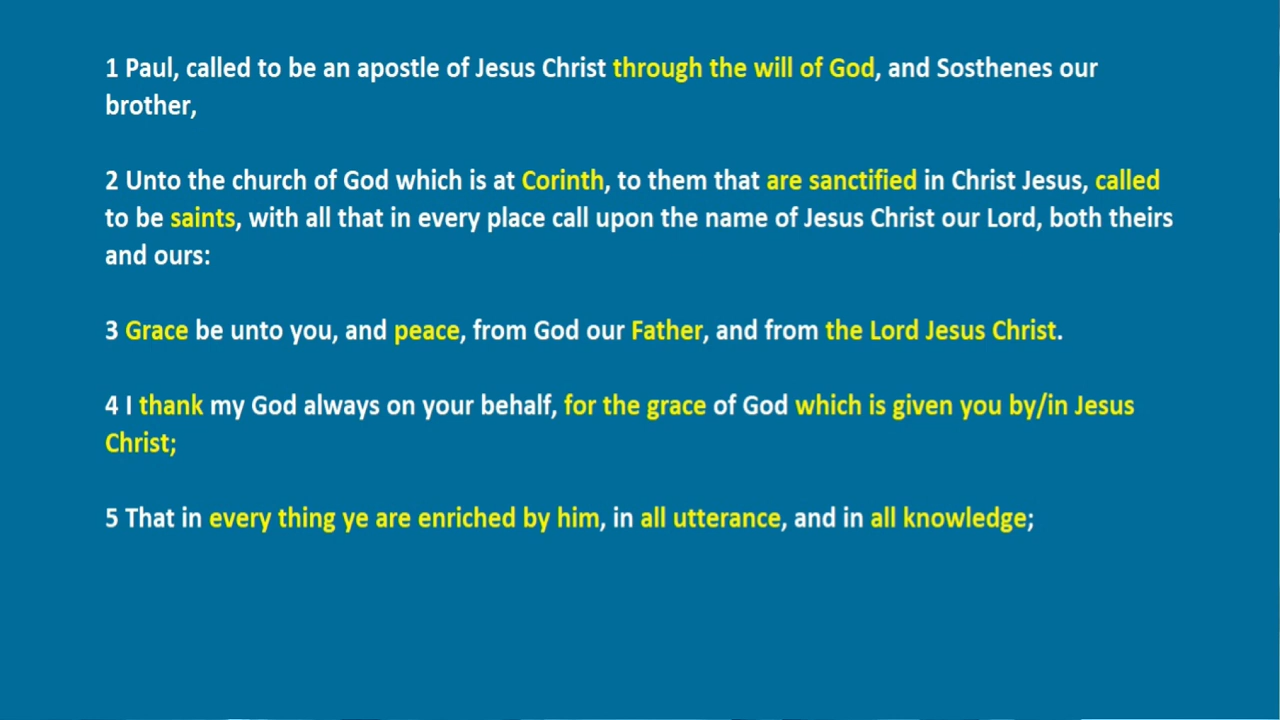 1 Paul, called to be an apostle of Jesus Christ through the will of God, and Sosthenes our
brother,
2 Unto the church of God which is at Corinth, to them that are sanctified in Christ Jesus, called
to be saints, with all that in every place call upon the name of Jesus Christ our Lord, both theirs
and ours:
3 Grace be unto you, and peace, from God our Father, and from the Lord Jesus Christ.
4 I thank my God always on your behalf, for the grace of God which is given you by/in Jesus
Christ;
5 That in every thing ye are enriched by him, in all utterance, and in all knowledge;